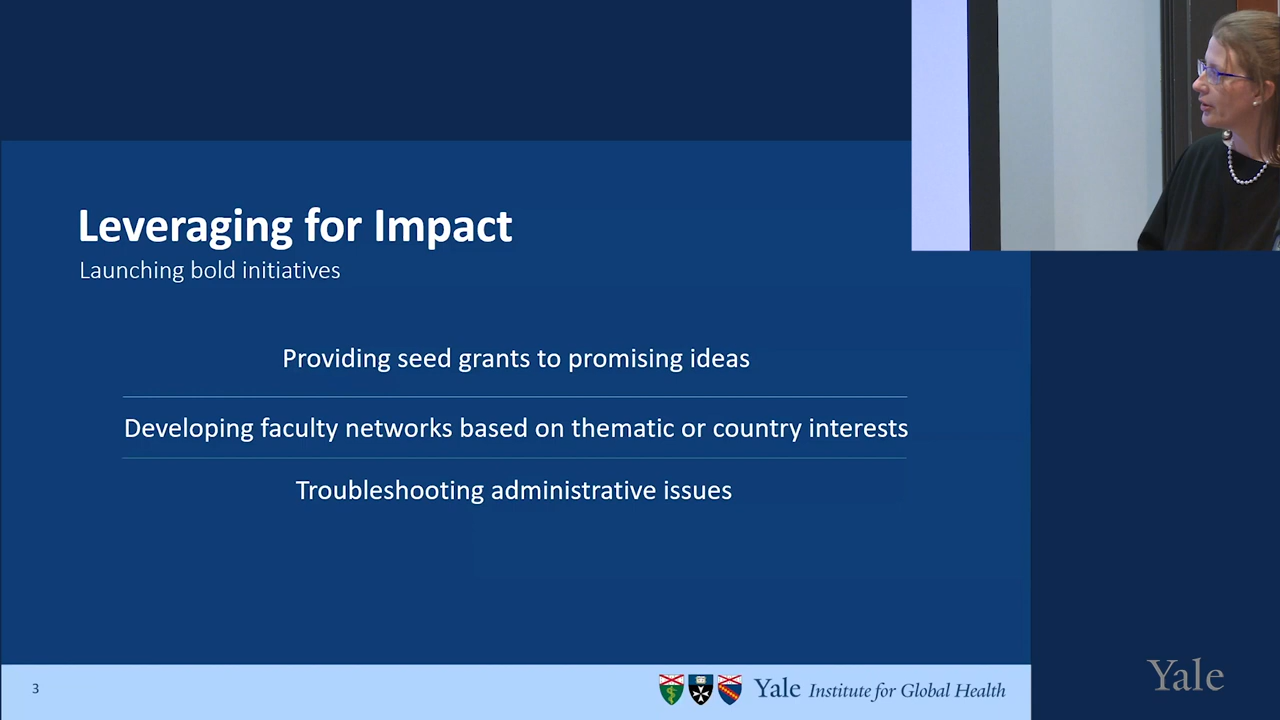 Leveraging for Impact
Launching bold initiatives
Providing seed grants to promising ideas
Developing faculty networks based on thematic or country interests
Troubleshooting administrative issues
3
Yale Institute for Global Health
Yale